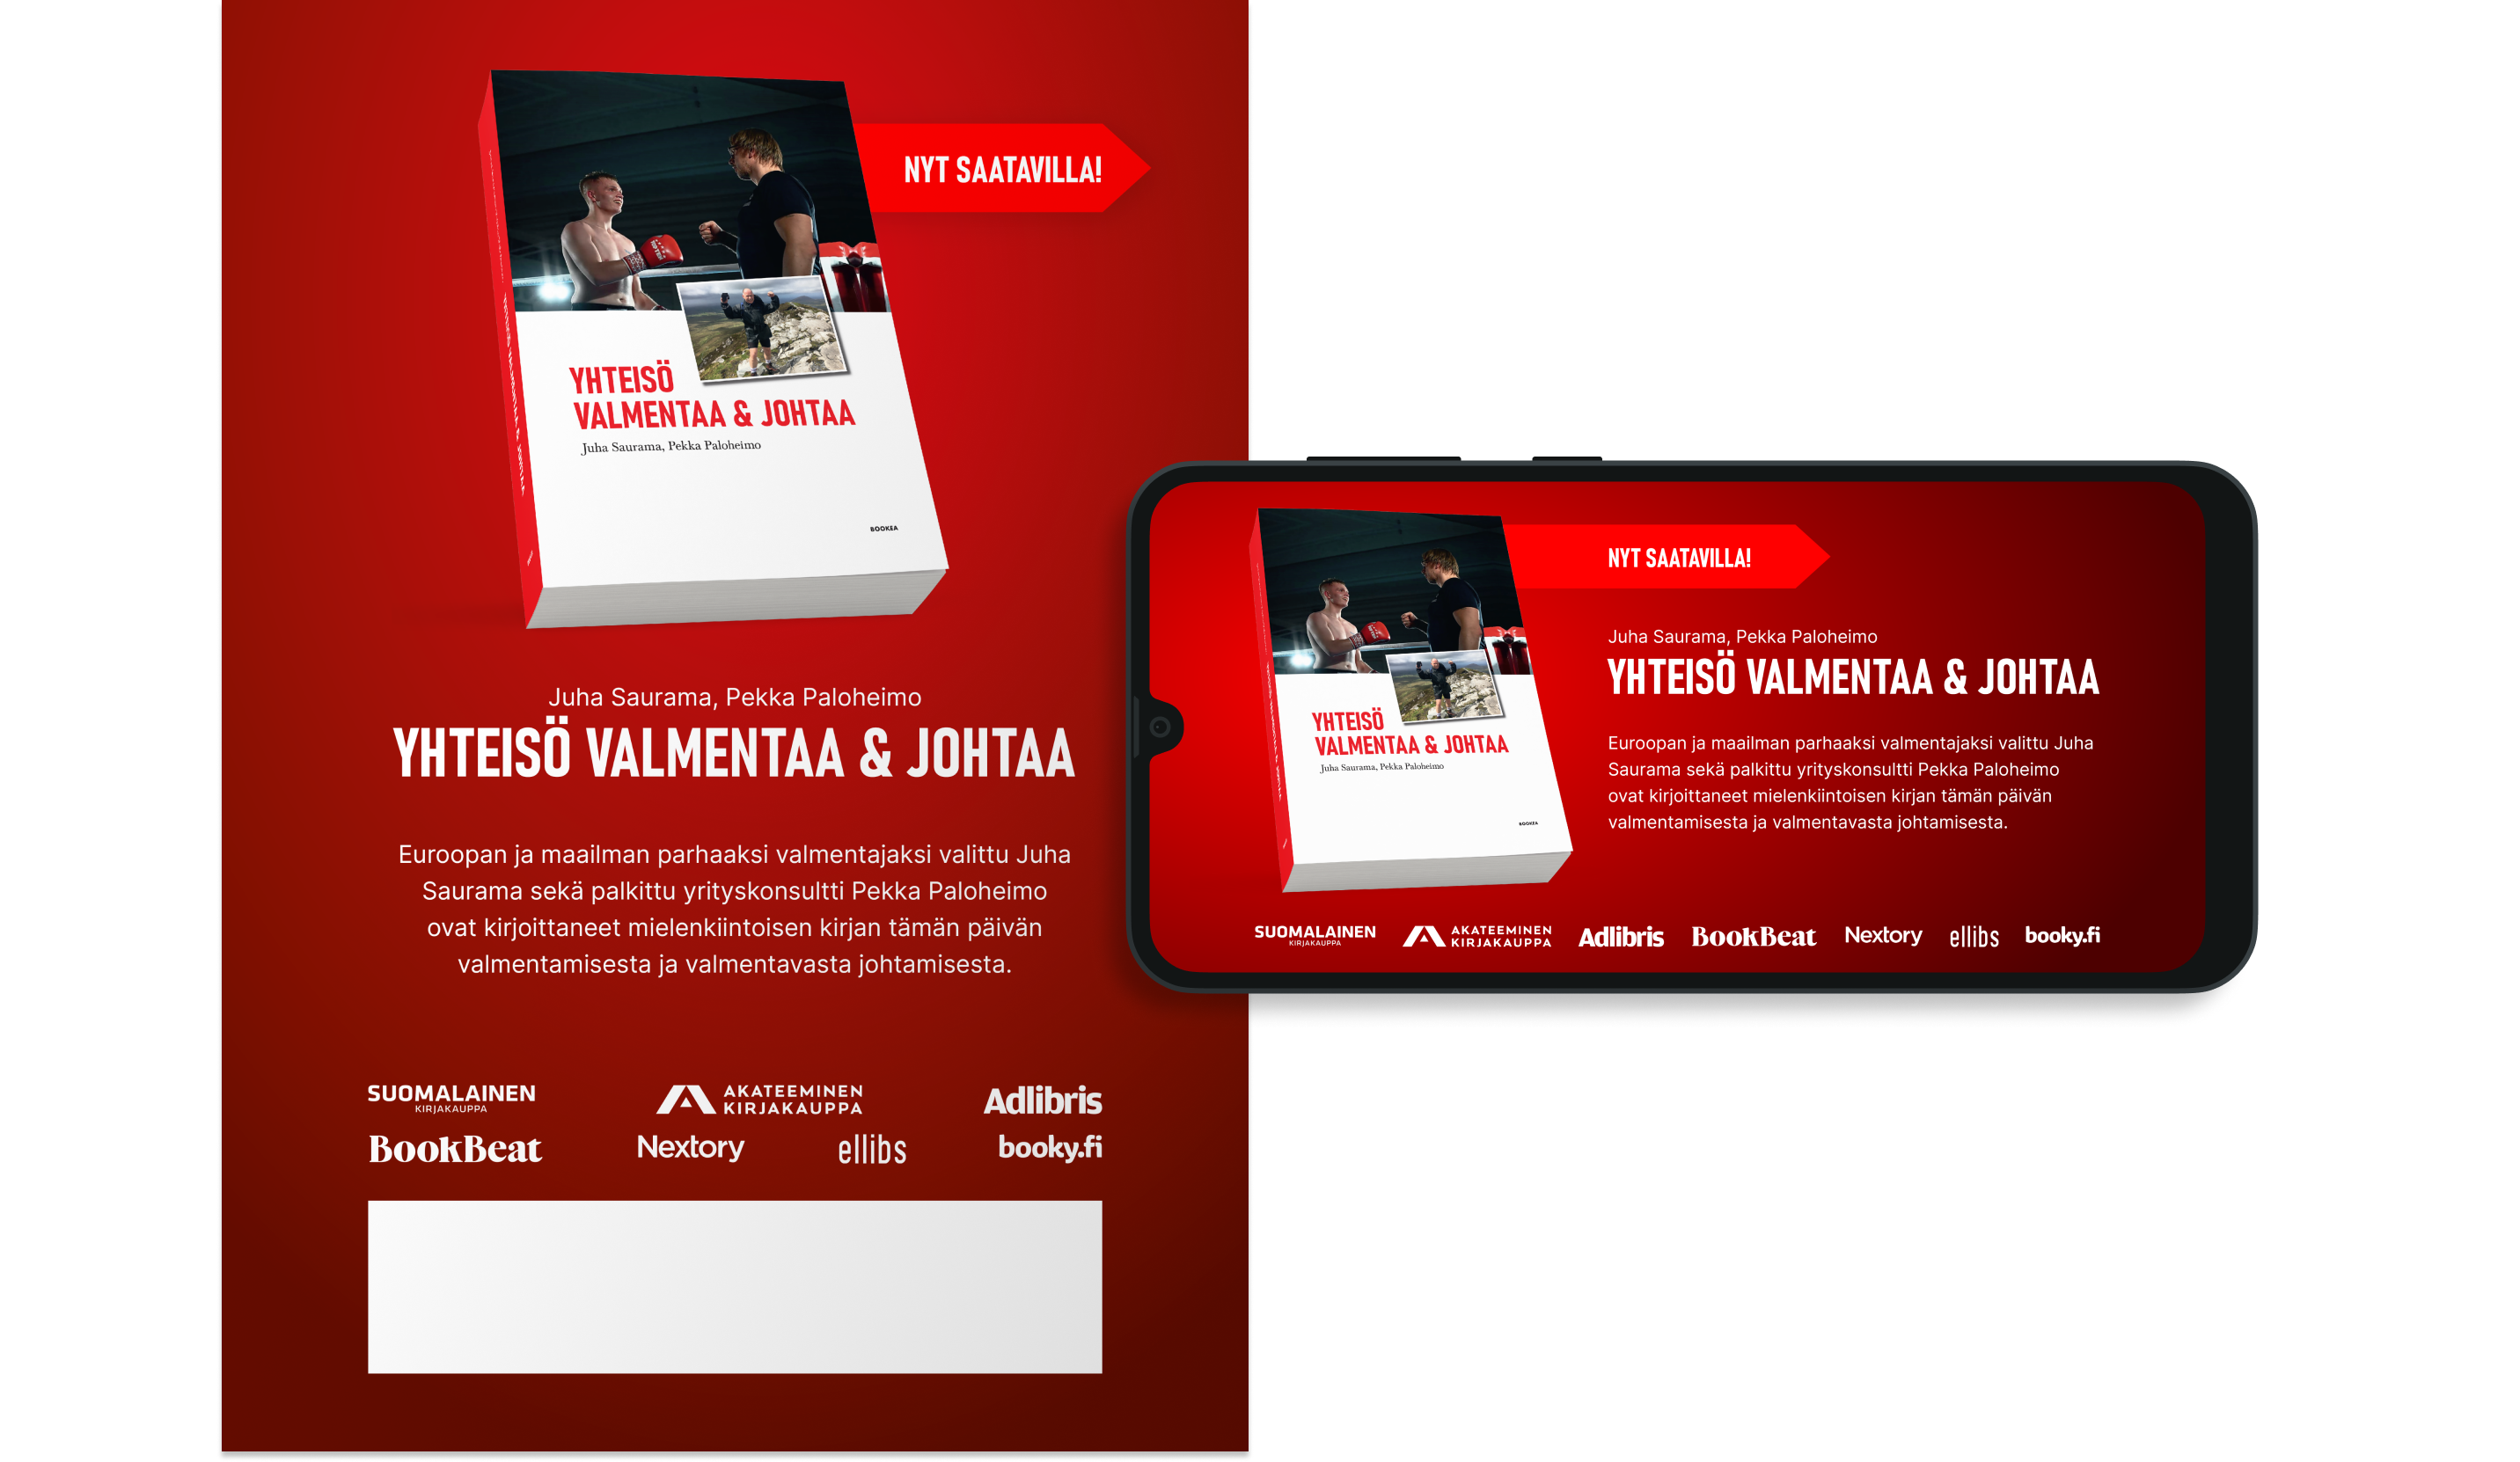 NYT SAATAVILLA!
YHTEISÖ
VALMENTAA & JOHTAA
Juha Saurama, Pekka Paloheimo
BOOKEA
Juha Saurama, Pekka Paloheimo
YHTEISÖ VALMENTAA & JOHTAA
Euroopan ja maailman parhaaksi valmentajaksi valittu Juha
Saurama sekä palkittu yrityskonsultti Pekka Paloheimo
ovat kirjoittaneet mielenkiintoisen kirjan tämän päivän
valmentamisesta ja valmentavasta johtamisesta.
SUOMALAINEN
KIRJAKAUPPA
AKATEEMINEN
KIRJAKAUPPA
Adlibris
BookBeat
Nextory
ellibs
booky.fi
NYT SAATAVILLA!
YHTEISÖ
VALMENTAA & JOHTAA
Juha Saurama, Pekka Paloheimo
BOOKEA
Juha Saurama, Pekka Paloheimo
YHTEISÖ VALMENTAA & JOHTAA
Euroopan ja maailman parhaaksi valmentajaksi valittu Juha
Saurama sekä palkittu yrityskonsultti Pekka Paloheimo
ovat kirjoittaneet mielenkiintoisen kirjan tämän päivän
valmentamisesta ja valmentavasta johtamisesta.
SUOMALAINEN
KIRJAKAUPPA
AKATEEMINEN
KIRJAKAUPPA
Adlibris
BookBeat
Nextory
ellibs
booky.fi